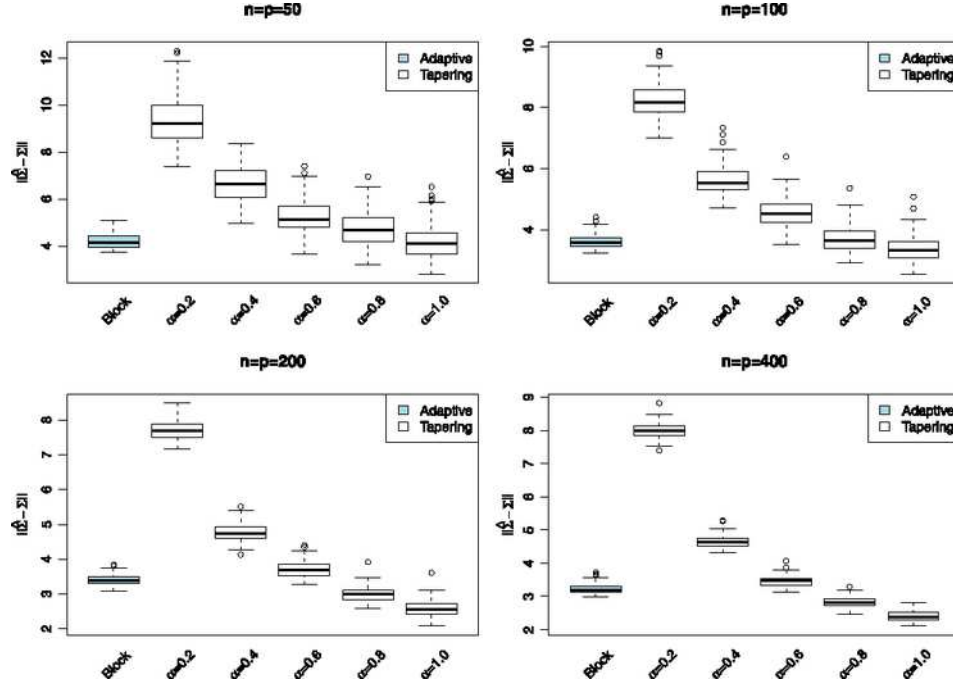 n=p=50
||Σ̂−Σ||
12
10
8
6
4
Adaptive
Tapering
Block
α=0.2
α=0.4
α=0.6
α=0.8
α=1.0
n=p=100
||Σ̂−Σ||
10
8
6
4
Adaptive
Tapering
Block
α=0.2
α=0.4
α=0.6
α=0.8
α=1.0
n=p=200
||Σ̂−Σ||
8
7
6
5
4
3
2
Adaptive
Tapering
Block
α=0.2
α=0.4
α=0.6
α=0.8
α=1.0
n=p=400
||Σ̂−Σ||
9
8
7
6
5
4
3
2
Adaptive
Tapering
Block
α=0.2
α=0.4
α=0.6
α=0.8
α=1.0